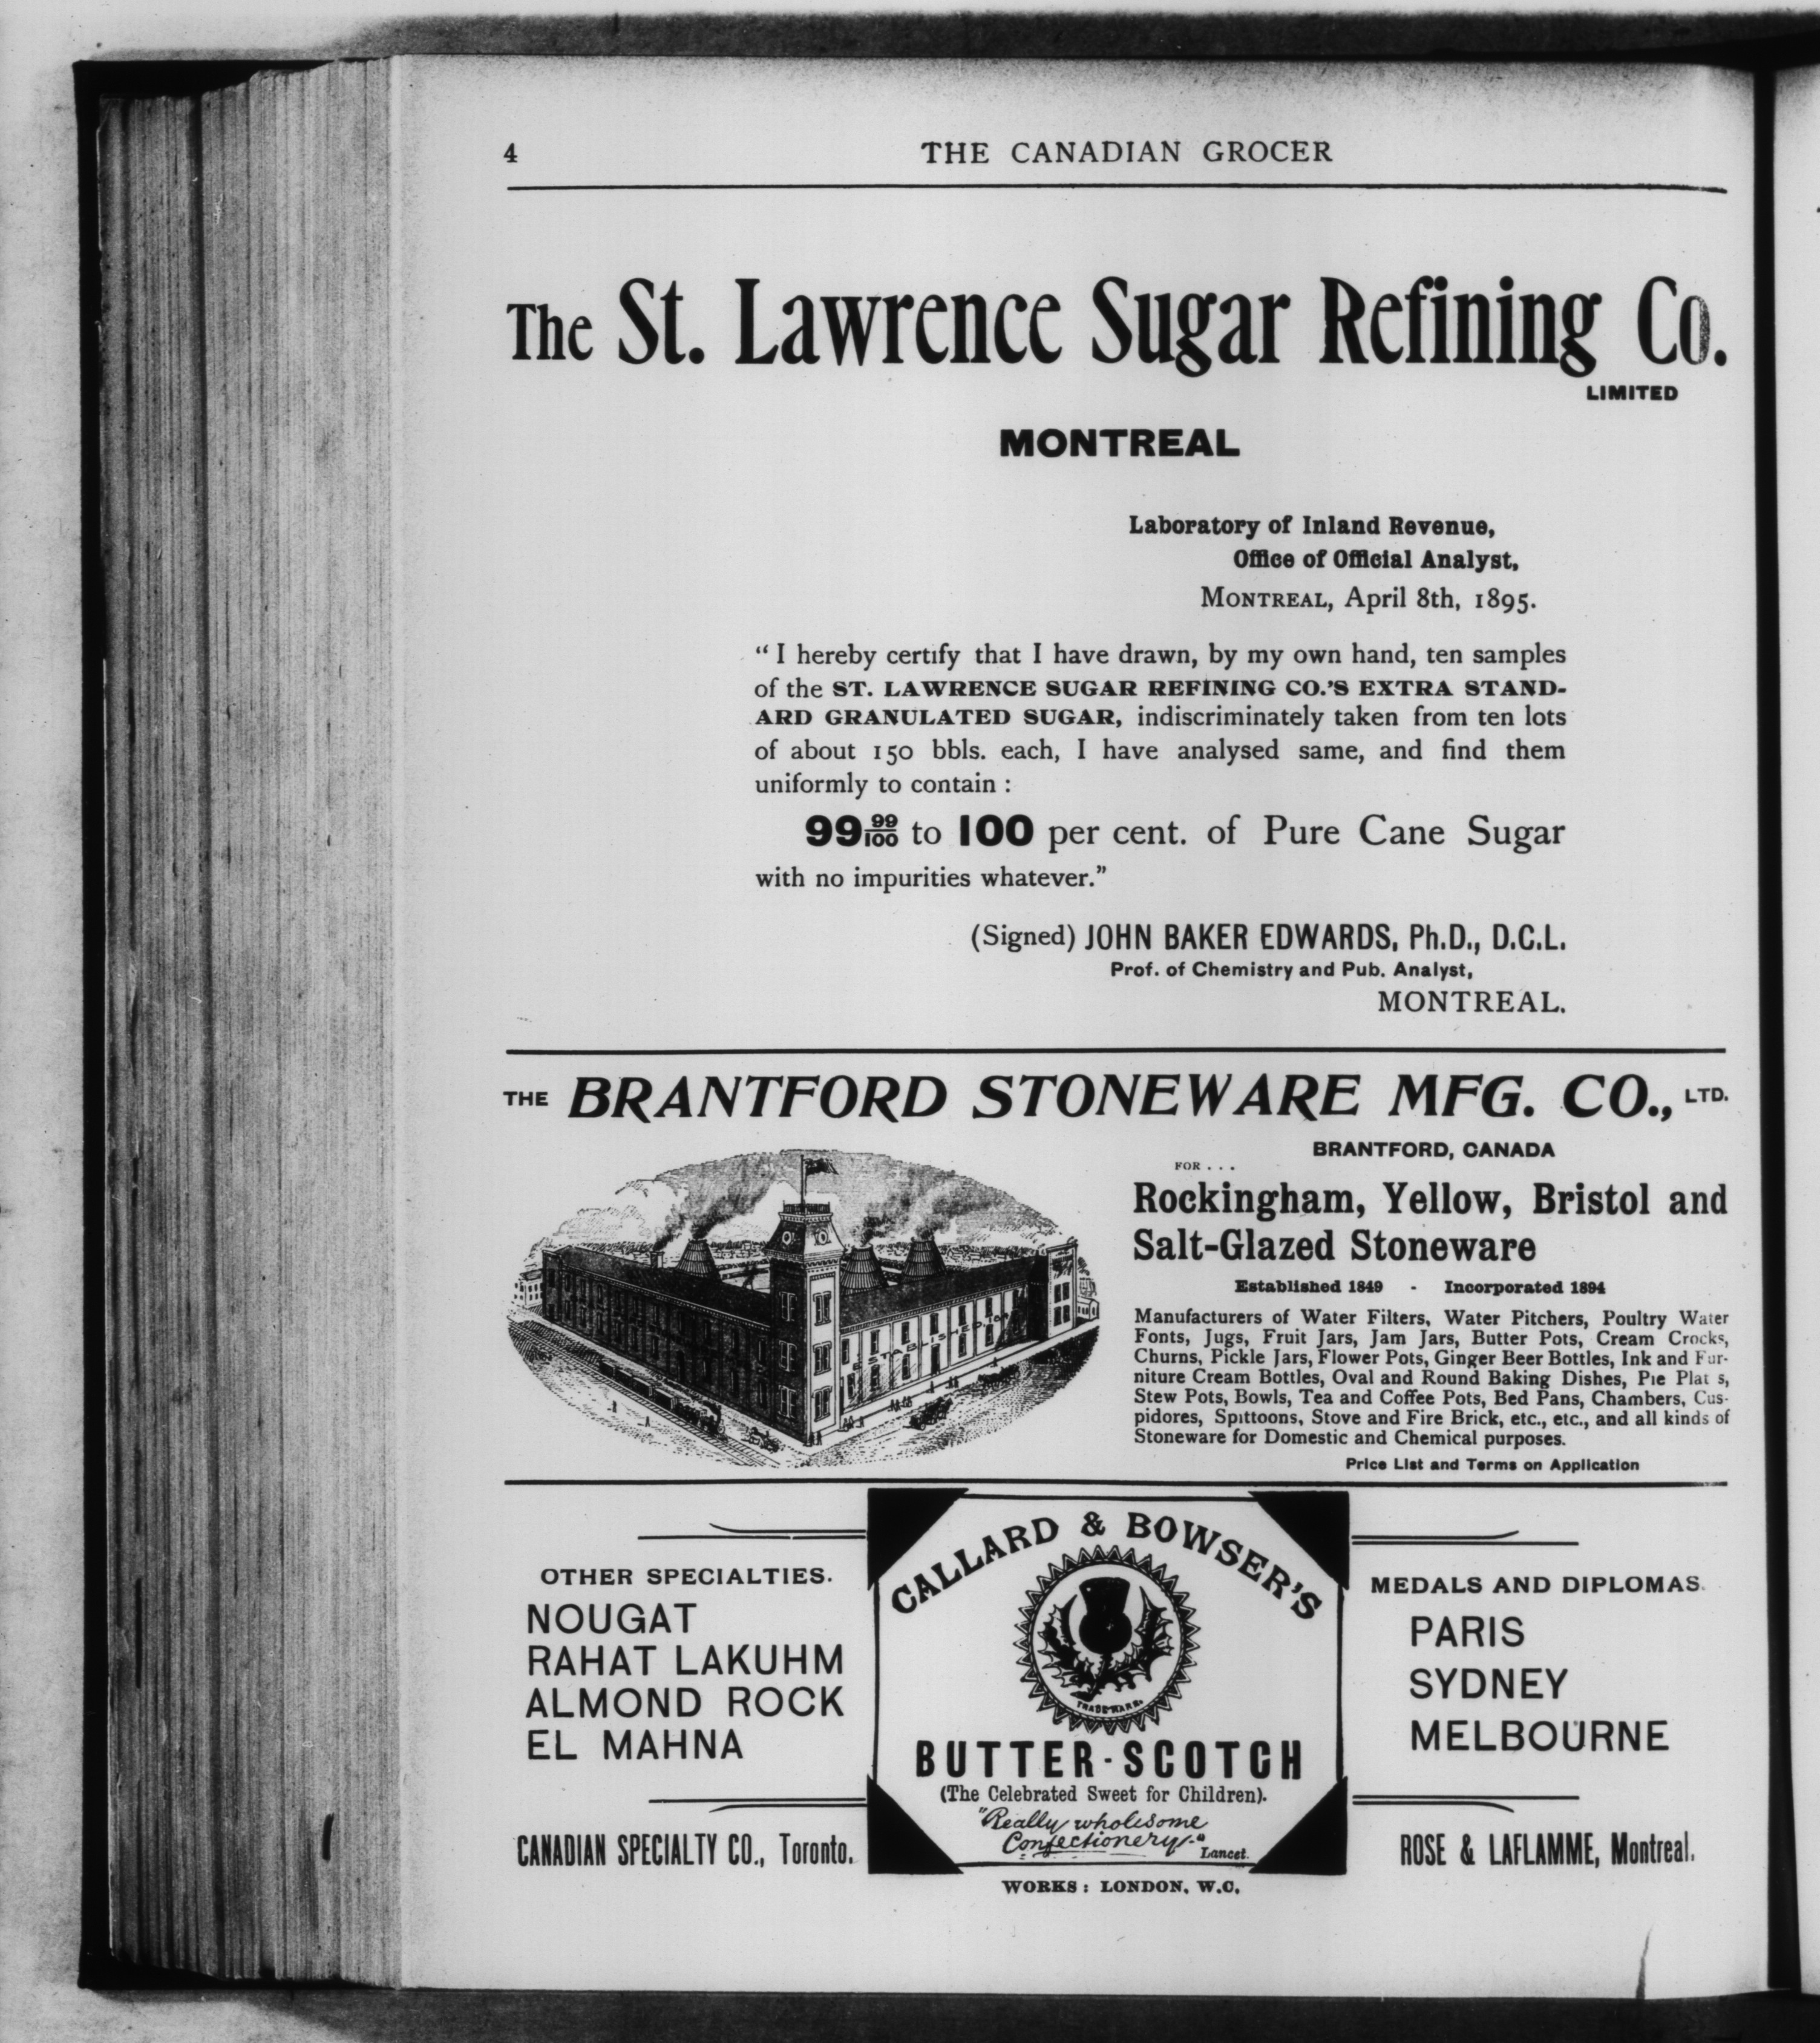 4
THE CANADIAN GROCER
The St. Lawrence Sugar Refining Co.
LIMITED
MONTREAL
Laboratory of Inland Revenue,
Office of Official Analyst,
MONTREAL, April 8th, 1895.
“ I hereby certify that I have drawn, by my own hand, ten samples
of the ST. LAWRENCE SUGAR REFINING CO.'S EXTRA STAND-
ARD GRANULATED SUGAR, indiscriminately taken from ten lots
of about 150 bbls. each, I have analysed same, and find them
uniformly to contain :
99 99/100 to 100 per cent. of Pure Cane Sugar
with no impurities whatever.”
(Signed) JOHN BAKER EDWARDS, Ph.D., D.C.L.
Prof. of Chemistry and Pub. Analyst,
MONTREAL.
THE BRANTFORD STONEWARE MFG. CO., LTD.
BRANTFORD, CANADA
FOR . . .
Rockingham, Yellow, Bristol and
Salt-Glazed Stoneware
Established 1849 - Incorporated 1894
Manufacturers of Water Filters, Water Pitchers, Poultry Water
Fonts, Jugs, Fruit Jars, Jam Jars, Butter Pots, Cream Crocks,
Churns, Pickle Jars, Flower Pots, Ginger Beer Bottles, Ink and Fur-
niture Cream Bottles, Oval and Round Baking Dishes, Pie Plat s,
Stew Pots, Bowls, Tea and Coffee Pots, Bed Pans, Chambers, Cus-
pidores, Spittoons, Stove and Fire Brick, etc., etc., and all kinds of
Stoneware for Domestic and Chemical purposes.
Price List and Terms on Application
ESTABLISHED
OTHER SPECIALTIES.
NOUGAT
RAHAT LAKUHM
ALMOND ROCK
EL MAHNA
CANADIAN SPECIALTY CO., Toronto.
CALLARD & BOWSER'S
TRADE MARK.
BUTTER-SCOTCH
(The Celebrated Sweet for Children).
"Really wholesome
Confectionery."
Lancet.
WORKS : LONDON, W.C.
MEDALS AND DIPLOMAS.
PARIS
SYDNEY
MELBOURNE
ROSE & LAFLAMME, Montreal.